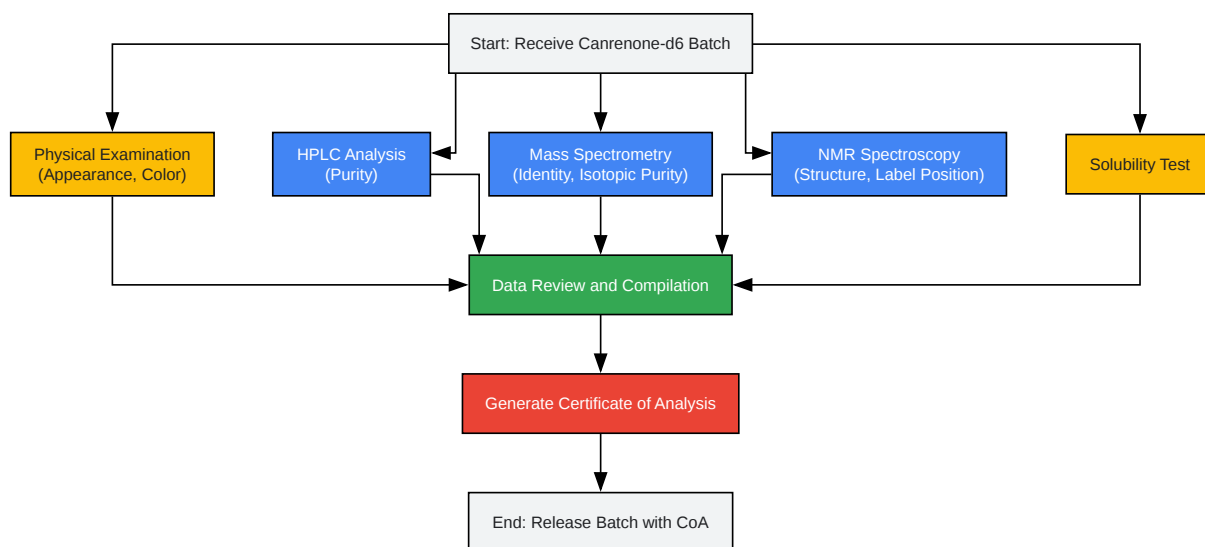 Start: Receive Canrenone-d6 Batch
Physical Examination
(Appearance, Color)
HPLC Analysis
(Purity)
Mass Spectrometry
(Identity, Isotopic Purity)
NMR Spectroscopy
(Structure, Label Position)
Solubility Test
Data Review and Compilation
Generate Certificate of Analysis
End: Release Batch with CoA